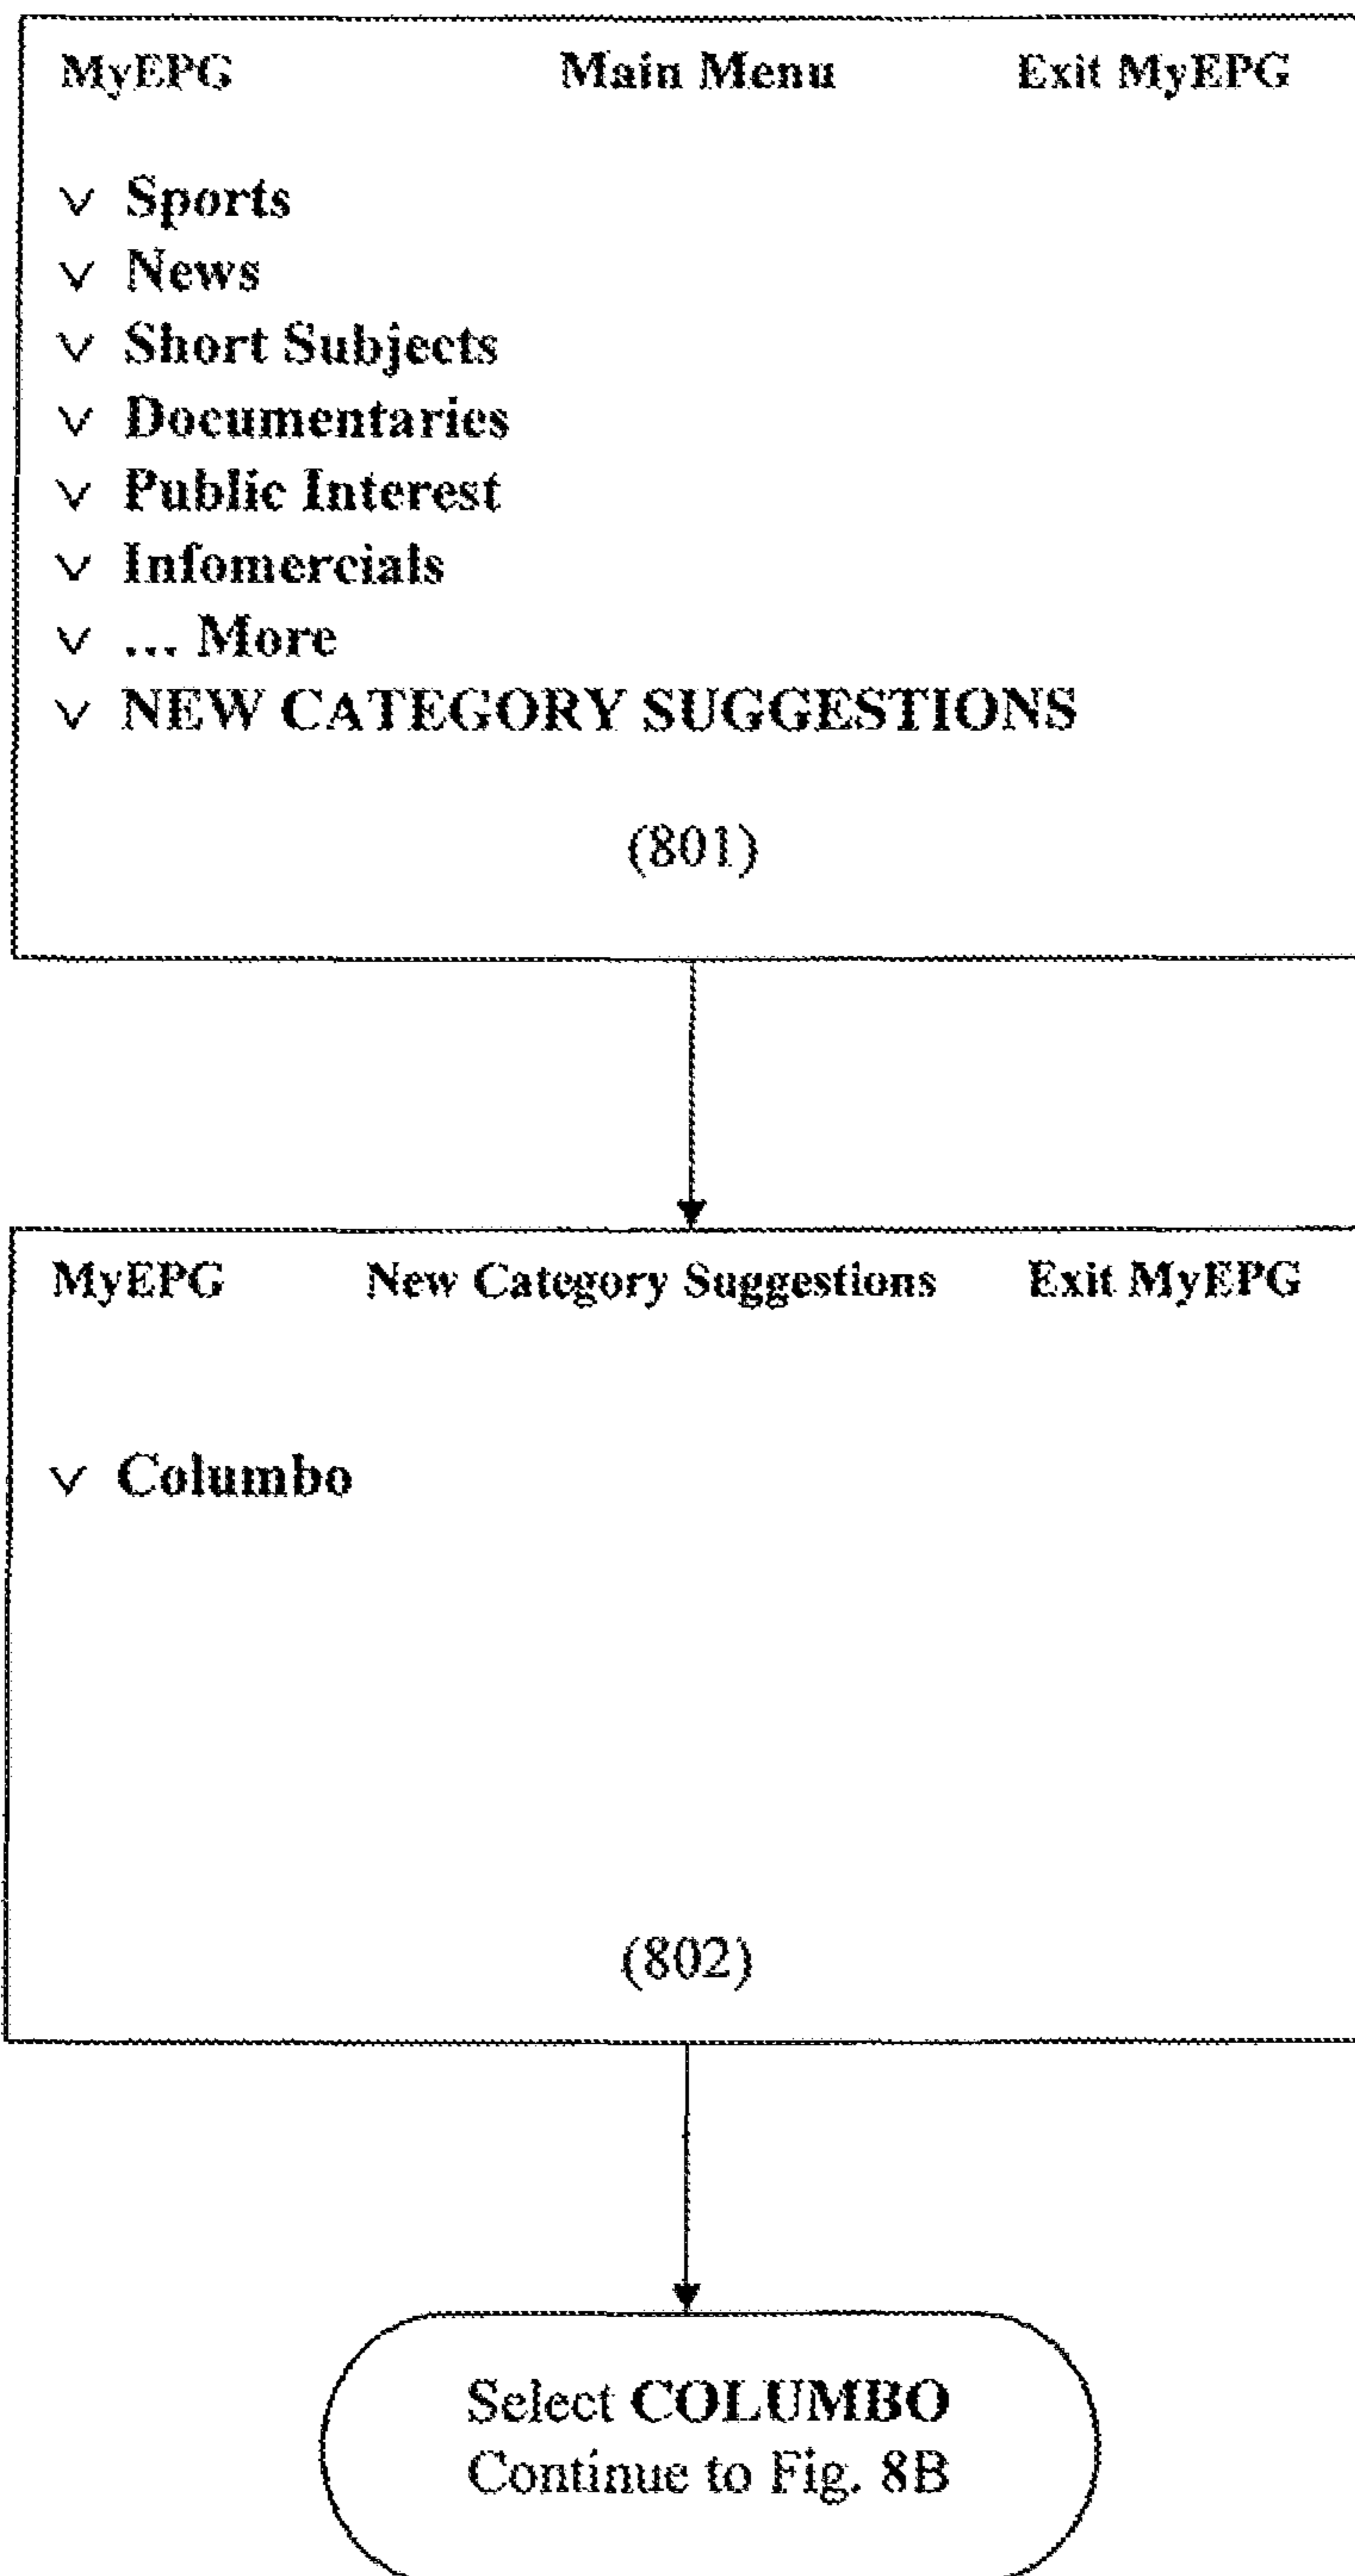 MyEPG Main Menu Exit MyEPG
v Sports
v News
v Short Subjects
v Documentaries
v Public Interest
v Infomercials
v ... More
v NEW CATEGORY SUGGESTIONS
(801)
MyEPG New Category Suggestions Exit MyEPG
v Columbo
(802)
Select COLUMBO
Continue to Fig. 8B